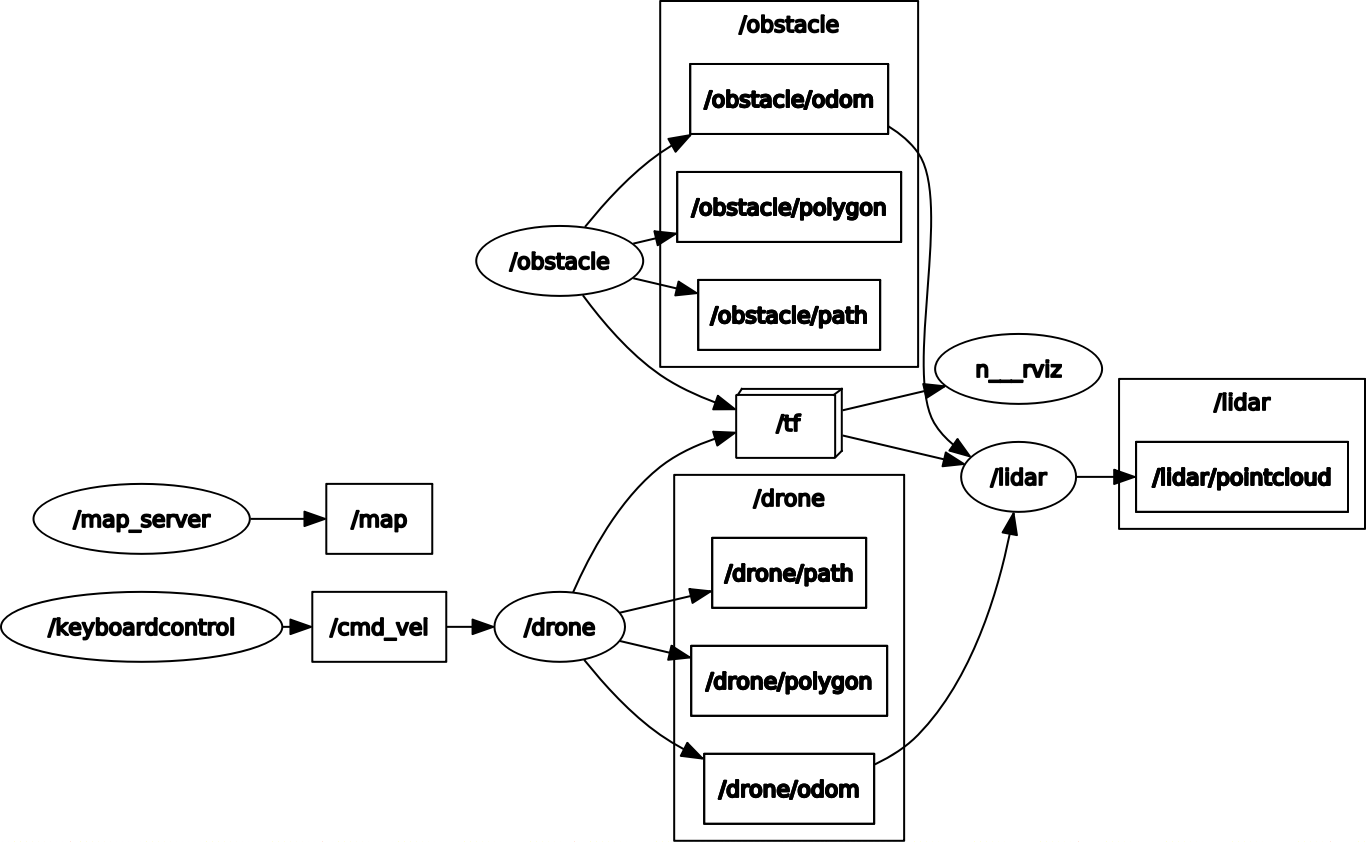 /obstacle
/obstacle/odom
/obstacle/polygon
/obstacle
/obstacle/path
n___rviz
/tf
/lidar
/lidar
/lidar/pointcloud
/drone
/map_server
/map
/drone/path
/keyboardcontrol
/cmd_vel
/drone
/drone/polygon
/drone/odom